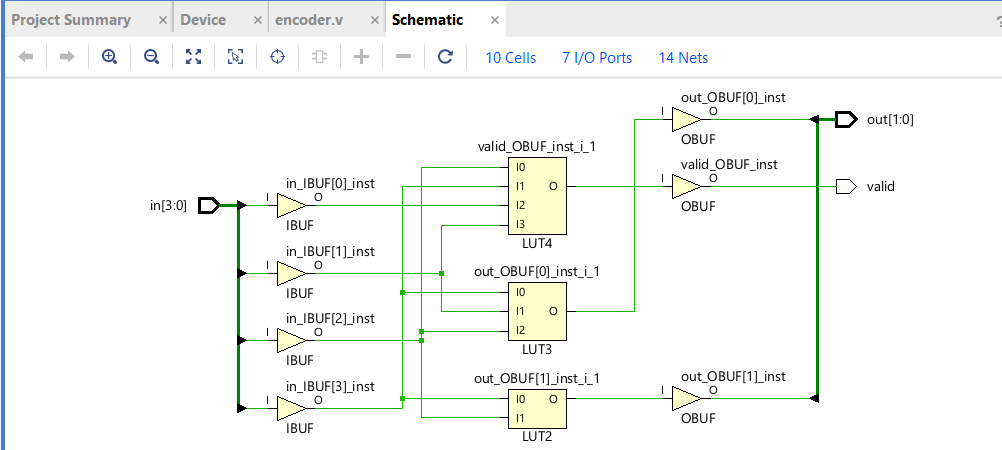 Project Summary × Device × encoder.v × Schematic × ?
10 Cells 7 I/O Ports 14 Nets
out_OBUF[0]_inst
I O
OBUF
out[1:0]
valid_OBUF_inst_i_1
I0
I1
I2
I3
O
LUT4
valid_OBUF_inst
I O
OBUF
valid
in[3:0]
in_IBUF[0]_inst
I O
IBUF
in_IBUF[1]_inst
I O
IBUF
out_OBUF[0]_inst_i_1
I0
I1
I2
O
LUT3
in_IBUF[2]_inst
I O
IBUF
in_IBUF[3]_inst
I O
IBUF
out_OBUF[1]_inst_i_1
I0
I1
O
LUT2
out_OBUF[1]_inst
I O
OBUF